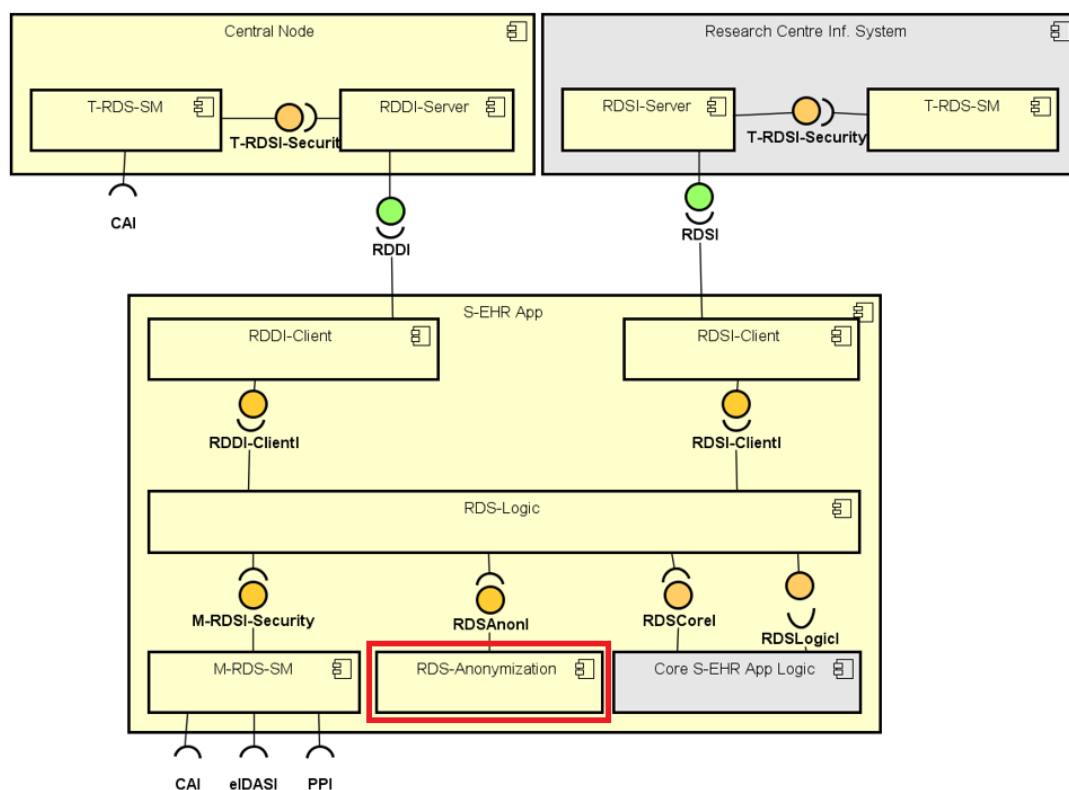 Central Node
Research Centre Inf. System
T-RDS-SM
RDDI-Server
RDSI-Server
T-RDS-SM
T-RDSI-Securit
T-RDSI-Security
CAI
RDDI
RDSI
S-EHR App
RDDI-Client
RDSI-Client
RDDI-ClientI
RDSI-ClientI
RDS-Logic
M-RDSI-Security
RDSAnonI
RDSCoreI
RDSLogicI
M-RDS-SM
RDS-Anonymization
Core S-EHR App Logic
CAI
eIDASI
PPI